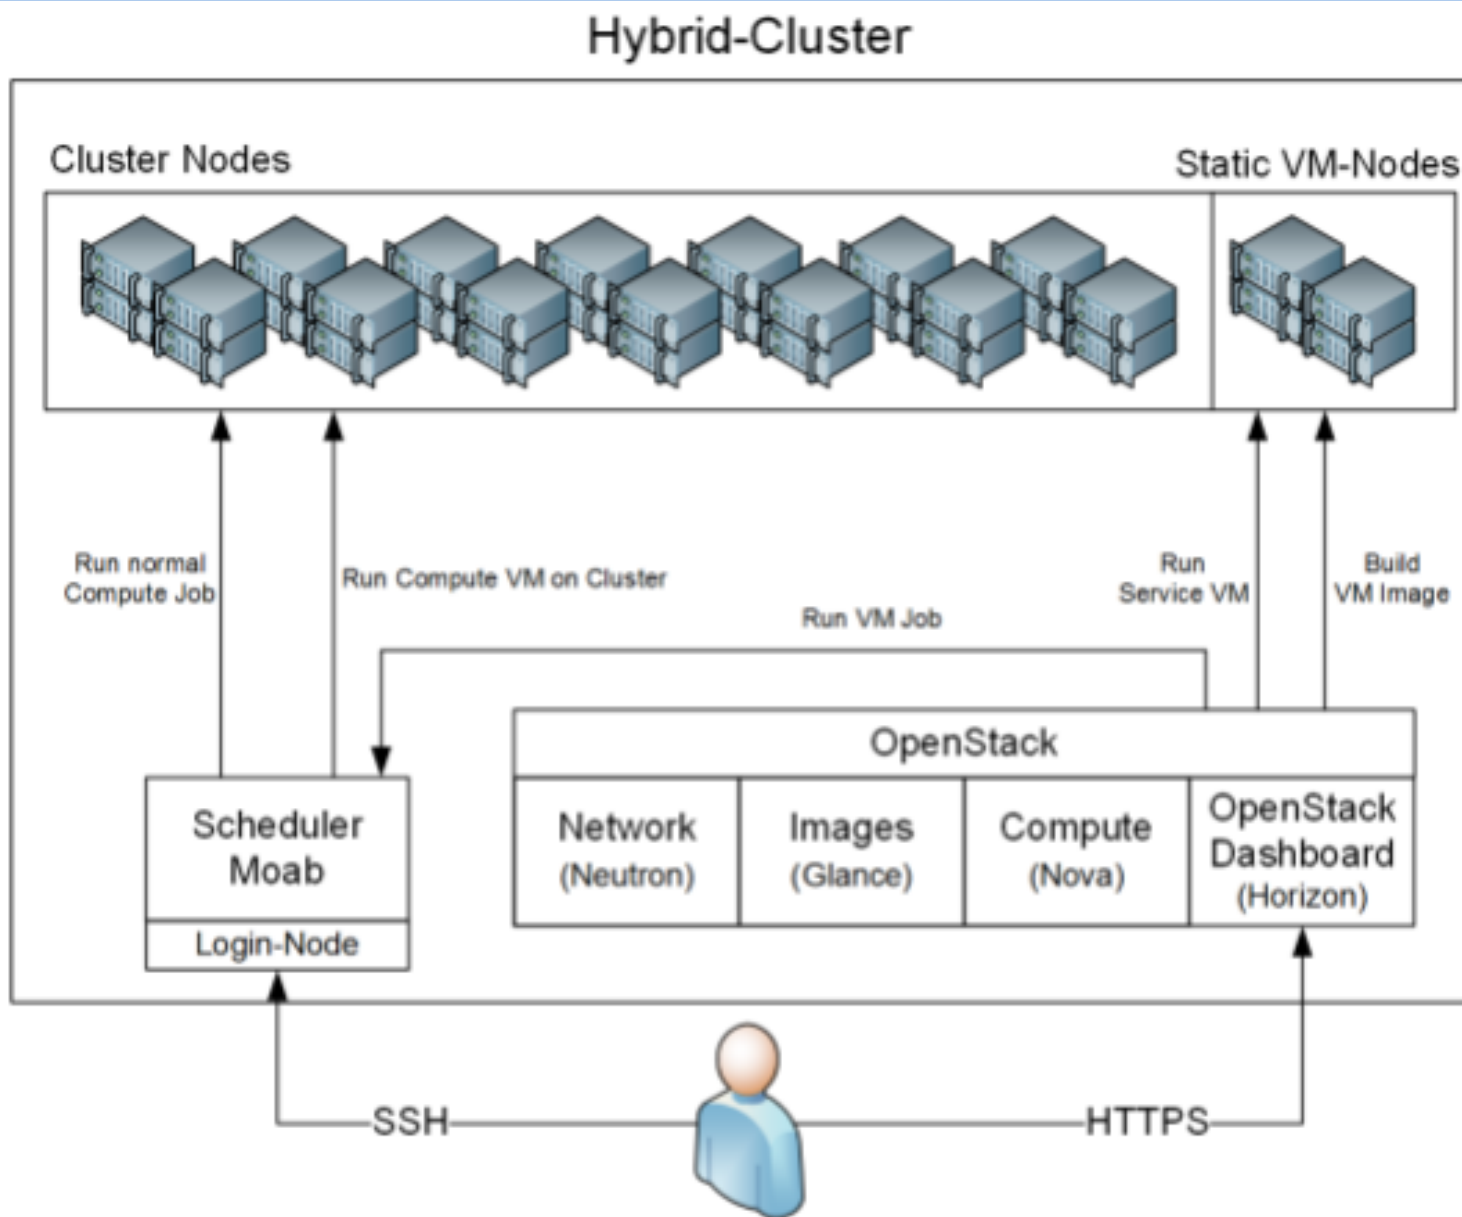 Hybrid-Cluster
Cluster Nodes
Static VM-Nodes
Run normal
Compute Job
Run Compute VM on Cluster
Run VM Job
Run
Service VM
Build
VM Image
Scheduler
Moab
Login-Node
OpenStack
Network
(Neutron)
Images
(Glance)
Compute
(Nova)
OpenStack
Dashboard
(Horizon)
SSH
HTTPS